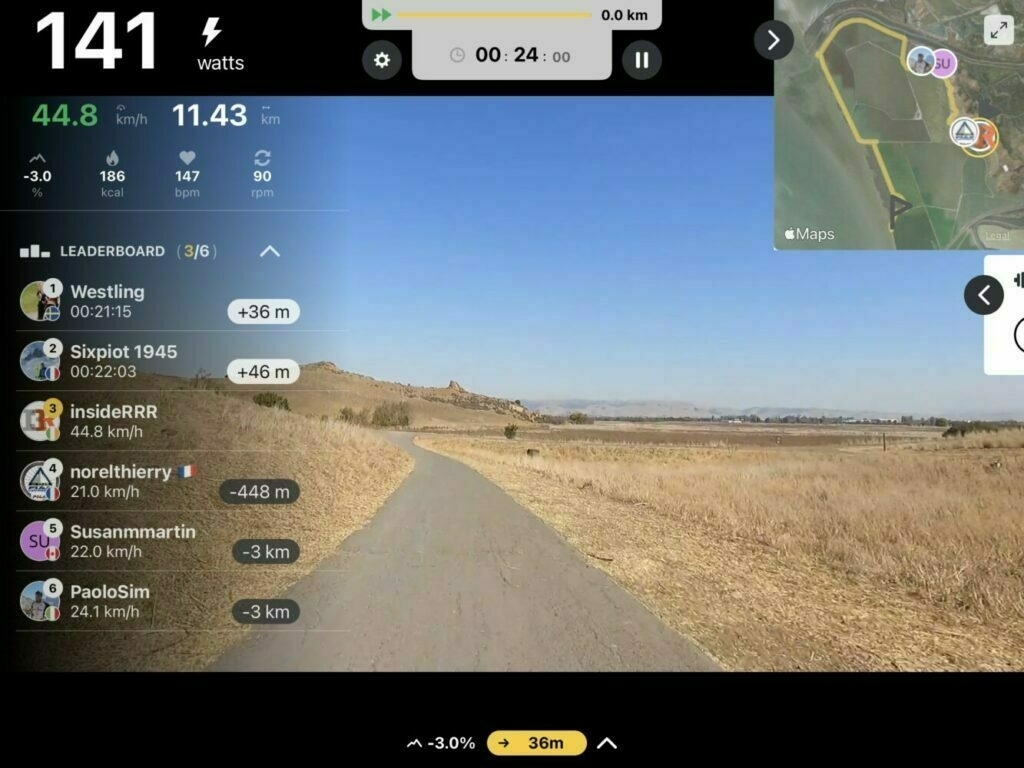 141 watts
0.0 km
00 : 24 : 00
44.8 km/h 11.43 km
-3.0 186 147 90
% kcal bpm rpm
LEADERBOARD (3/6)
1 Westling
00:21:15 +36 m
2 Sixpiot 1945
00:22:03 +46 m
3 insideRRR
44.8 km/h
4 norelthierry
21.0 km/h -448 m
SU 5 Susanmmartin
22.0 km/h -3 km
6 PaoloSim
24.1 km/h -3 km
SU
Maps
Legal
-3.0% 36m